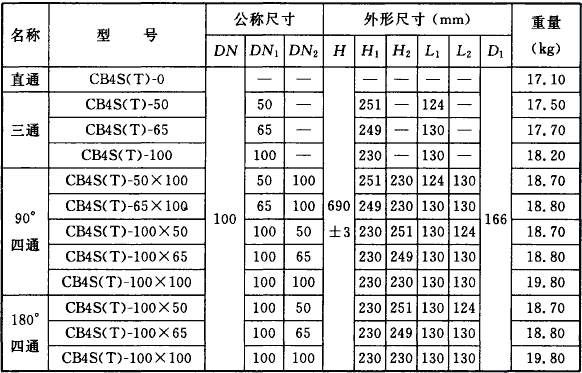 名称 型 号 公称尺寸 外形尺寸(mm) 重量(kg)
DN DN₁ DN₂ H H₁ H₂ L₁ L₂ D₁
直通 CB4S(T)-0 — — — — — — 17.10
三通 CB4S(T)-50 50 — 251 — 124 — 17.50
CB4S(T)-65 65 — 249 — 130 — 17.70
CB4S(T)-100 100 — 230 — 130 — 18.20
90°四通 CB4S(T)-50×100 50 100 251 230 124 130 18.70
CB4S(T)-65×100 65 100 690 249 230 130 130 18.80
100 166
CB4S(T)-100×50 100 50 ±3 230 251 130 124 18.70
CB4S(T)-100×65 100 65 230 249 130 130 18.80
CB4S(T)-100×100 100 100 230 230 130 130 19.80
180°四通 CB4S(T)-100×50 100 50 230 251 130 124 18.70
CB4S(T)-100×65 100 65 230 249 130 130 18.80
CB4S(T)-100×100 100 100 230 230 130 130 19.80